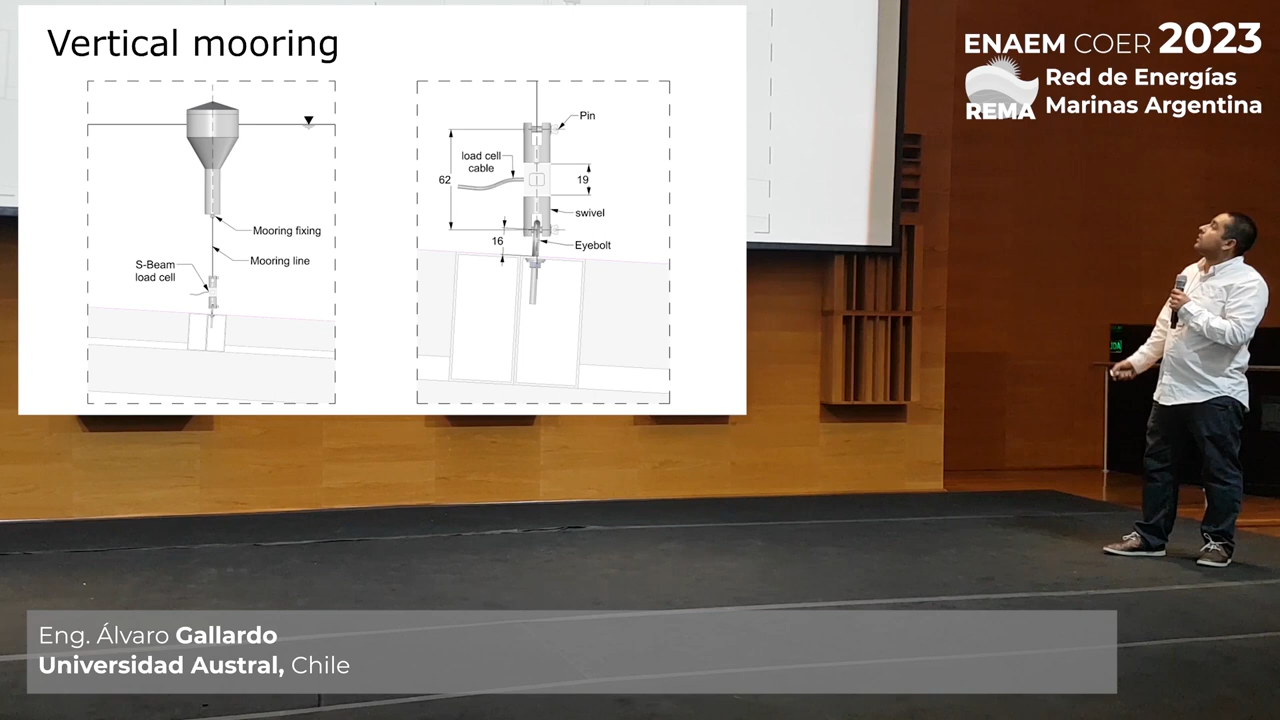 Vertical mooring
Mooring fixing
Mooring line
S-Beam
load cell
Pin
load cell
cable
62
19
swivel
16
Eyebolt
ENAEM COER 2023
REMA
Red de Energías
Marinas Argentina
Eng. Álvaro Gallardo
Universidad Austral, Chile